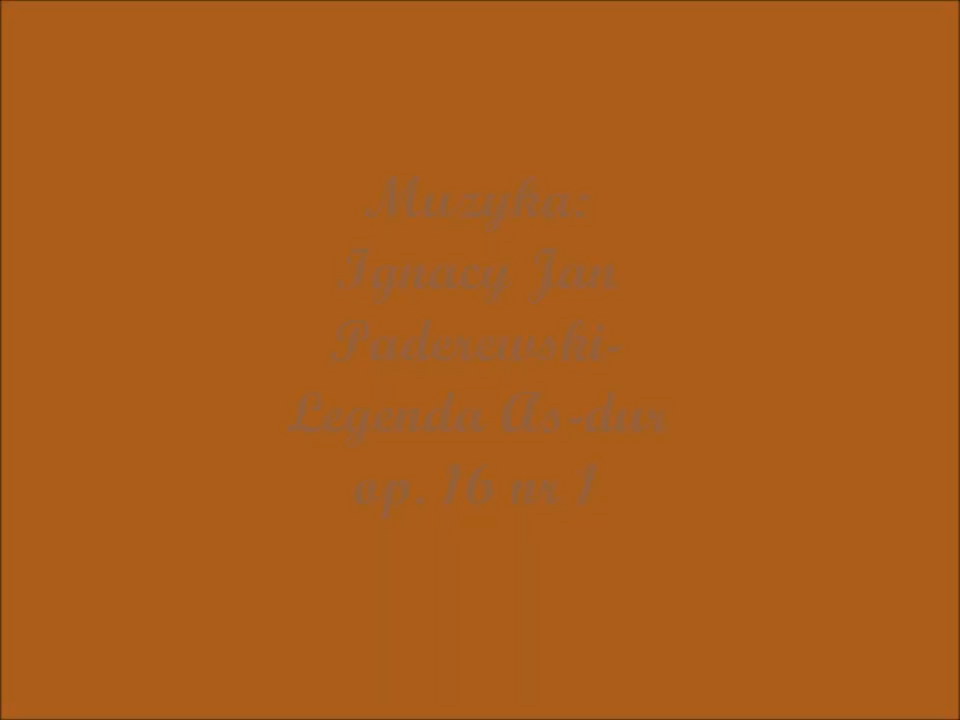 Muzyka:
Ignacy Jan
Paderewski-
Legenda As-dur
op. 16 nr 1